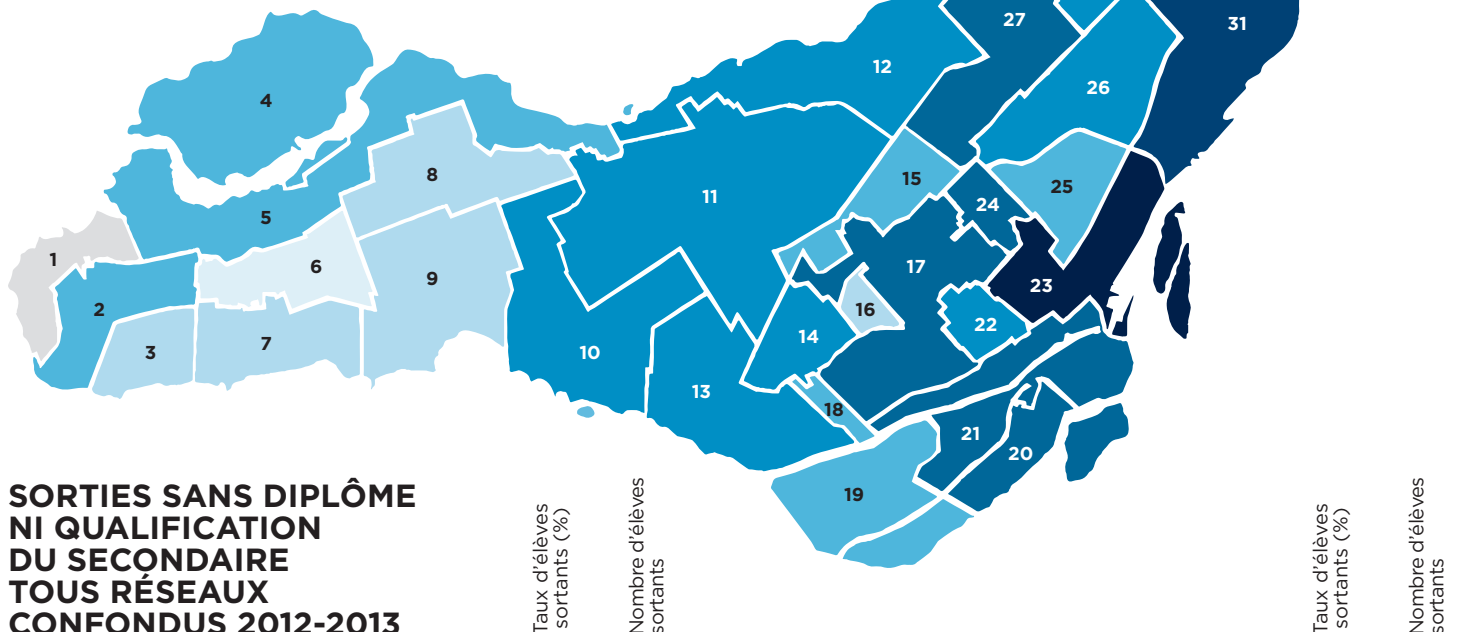 27
31
12
26
4
8
15
25
11
24
5
1
6
9
17
23
2
16
22
14
3
7
10
13
18
21
20
19
SORTIES SANS DIPLÔME
NI QUALIFICATION
DU SECONDAIRE
TOUS RÉSEAUX
CONFONDUS 2012-2013
Taux d'élèves
sortants (%)
Nombre d'élèves
sortants
Taux d'élèves
sortants (%)
Nombre d'élèves
sortants